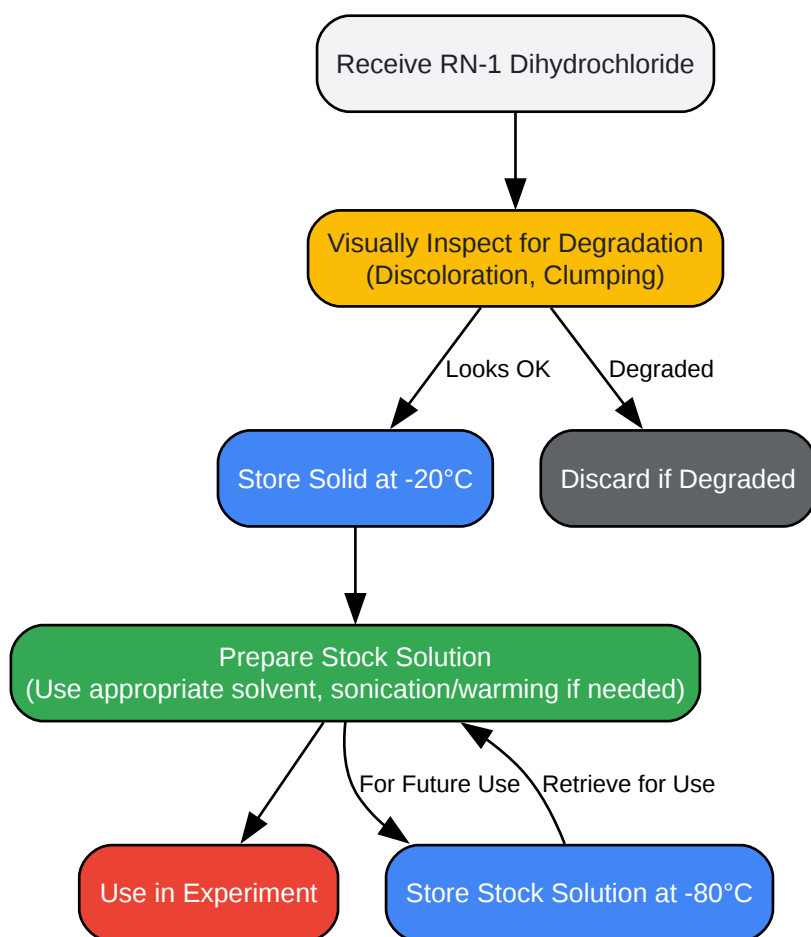 Receive RN-1 Dihydrochloride
Visually Inspect for Degradation
(Discoloration, Clumping)
Looks OK
Degraded
Store Solid at -20°C
Discard if Degraded
Prepare Stock Solution
(Use appropriate solvent, sonication/warming if needed)
For Future Use
Retrieve for Use
Use in Experiment
Store Stock Solution at -80°C